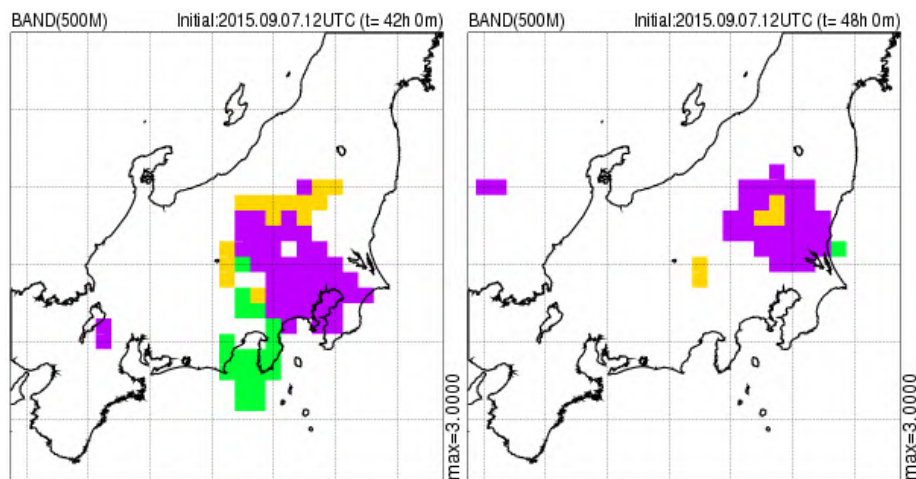 BAND(500M) Initial:2015.09.07.12UTC (t= 42h 0m)
max=3.0000
BAND(500M) Initial:2015.09.07.12UTC (t= 48h 0m)
max=3.0000